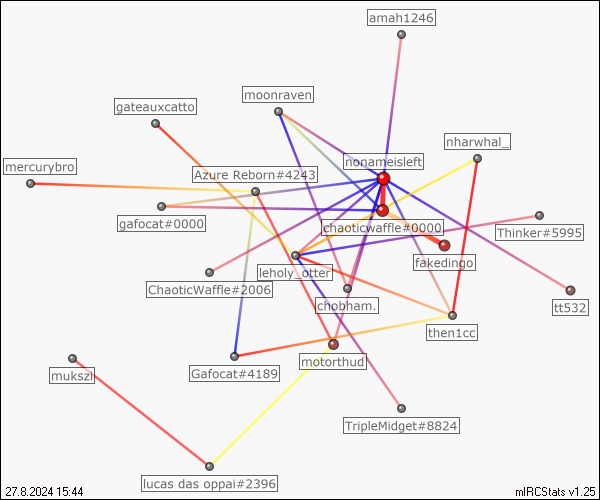 amah1246
moonraven
gateauxcatto
nharwhal_
nonameisleft
mercurybro
Azure Reborn#4243
gafocat#0000
chaoticwaffle#0000
Thinker#5995
fakedingo
leholy_otter
ChaoticWaffle#2006
chobham.
tt532
then1cc
motorthud
Gafocat#4189
mukszi
TripleMidget#8824
lucas das oppai#2396
27.8.2024 15:44
mIRCStats v1.25